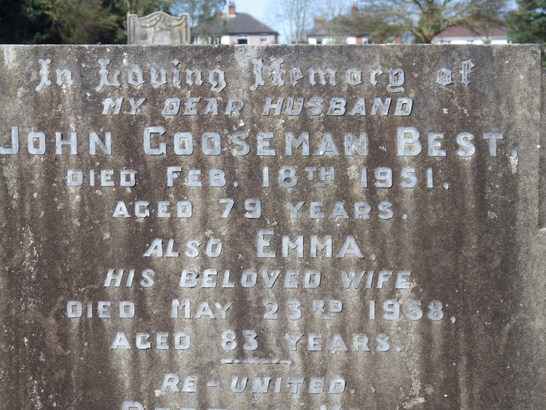 In Loving Memory of
MY DEAR HUSBAND
JOHN GOOSEMAN BEST,
DIED FEB. 18TH 1951,
AGED 79 YEARS.
ALSO EMMA,
HIS BELOVED WIFE
DIED MAY 23RD 1958,
AGED 83 YEARS.
RE-UNITED.